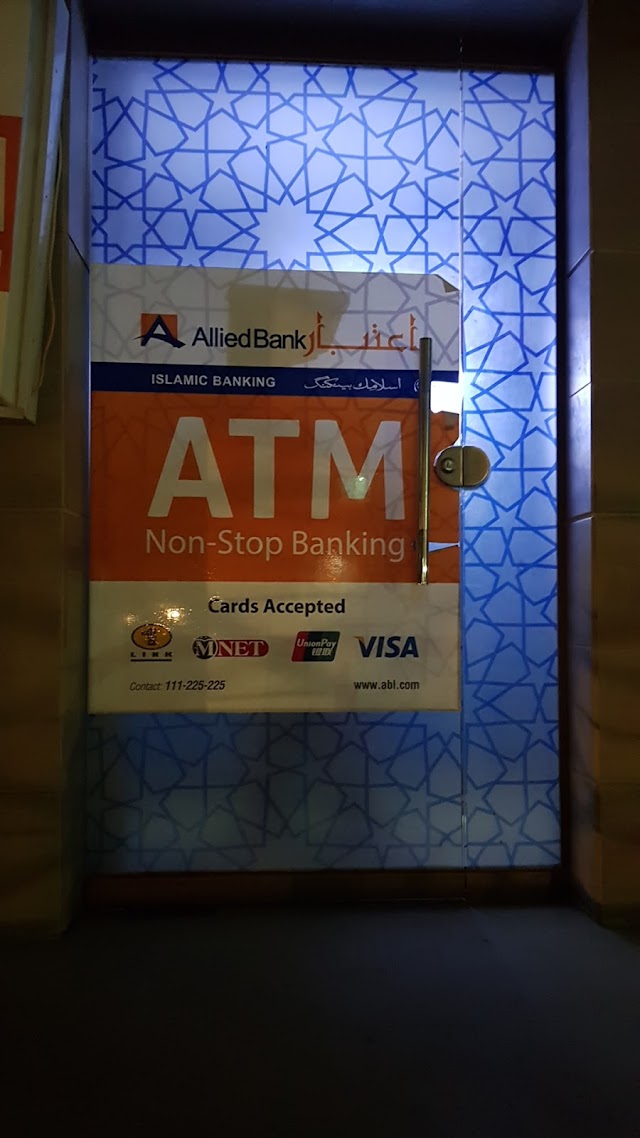 AlliedBank اعتبار
ISLAMIC BANKING اسلامک بینکنگ
ATM
Non-Stop Banking
Cards Accepted
1LINK MNET UnionPay 银联 VISA
Contact: 111-225-225 www.abl.com